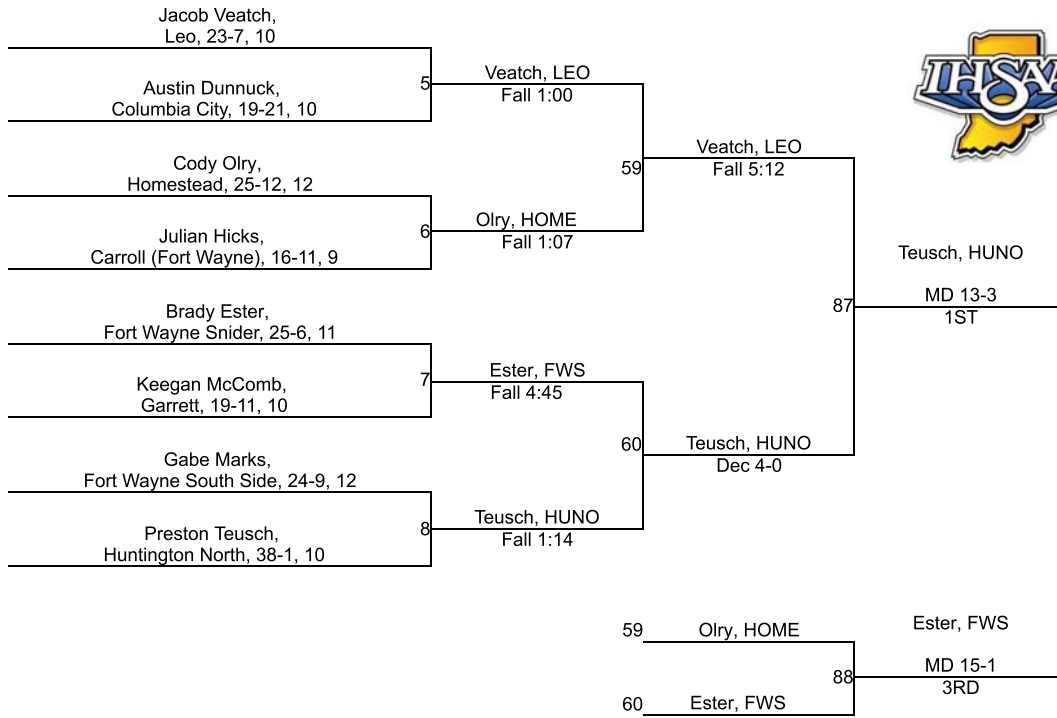 Jacob Veatch,
Leo, 23-7, 10
Austin Dunnuck,
Columbia City, 19-21, 10
Cody Olry,
Homestead, 25-12, 12
Julian Hicks,
Carroll (Fort Wayne), 16-11, 9
Brady Ester,
Fort Wayne Snider, 25-6, 11
Keegan McComb,
Garrett, 19-11, 10
Gabe Marks,
Fort Wayne South Side, 24-9, 12
Preston Teusch,
Huntington North, 38-1, 10
5
Veatch, LEO
Fall 1:00
6
Olry, HOME
Fall 1:07
7
Ester, FWS
Fall 4:45
8
Teusch, HUNO
Fall 1:14
59
Veatch, LEO
Fall 5:12
60
Teusch, HUNO
Dec 4-0
87
Teusch, HUNO
MD 13-3
1ST
IHSAA
59
Olry, HOME
60
Ester, FWS
88
Ester, FWS
MD 15-1
3RD